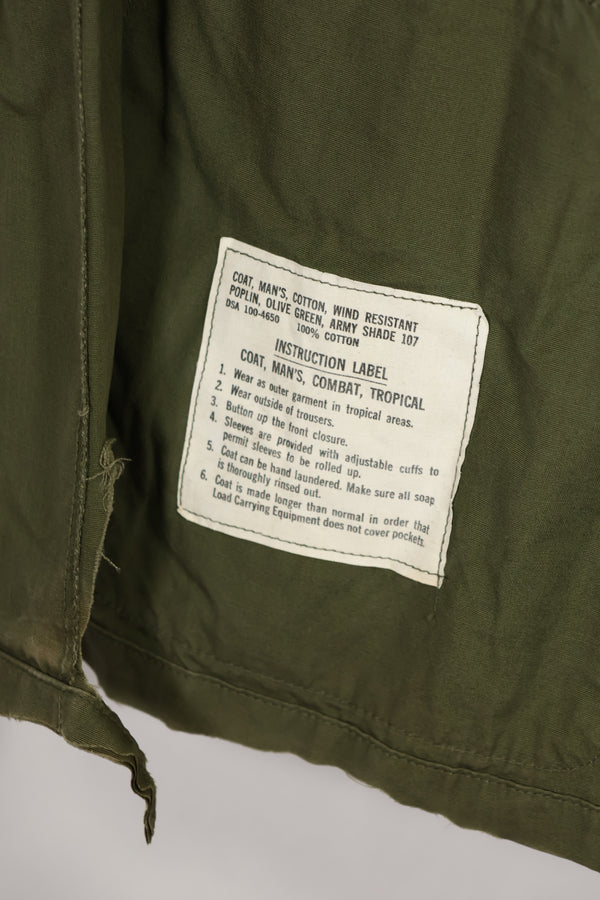 COAT, MAN'S, COTTON, WIND RESISTANT
POPLIN, OLIVE GREEN, ARMY SHADE 107
DSA 100-4650 100% COTTON
INSTRUCTION LABEL
COAT, MAN'S, COMBAT, TROPICAL
1. Wear as outer garment in tropical areas.
2. Wear outside of trousers.
3. Button up the front closure.
4. Sleeves are provided with adjustable cuffs to
permit sleeves to be rolled up.
5. Coat can be hand laundered. Make sure all soap
is thoroughly rinsed out.
6. Coat is made longer than normal in order that
Load Carrying Equipment does not cover pockets.